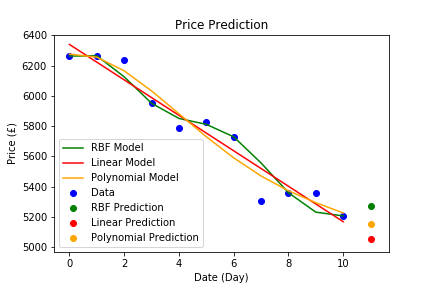 Price Prediction
6400
6200
6000
5800
5600
5400
5200
5000
Price (£)
RBF Model
Linear Model
Polynomial Model
Data
RBF Prediction
Linear Prediction
Polynomial Prediction
0 2 4 6 8 10
Date (Day)